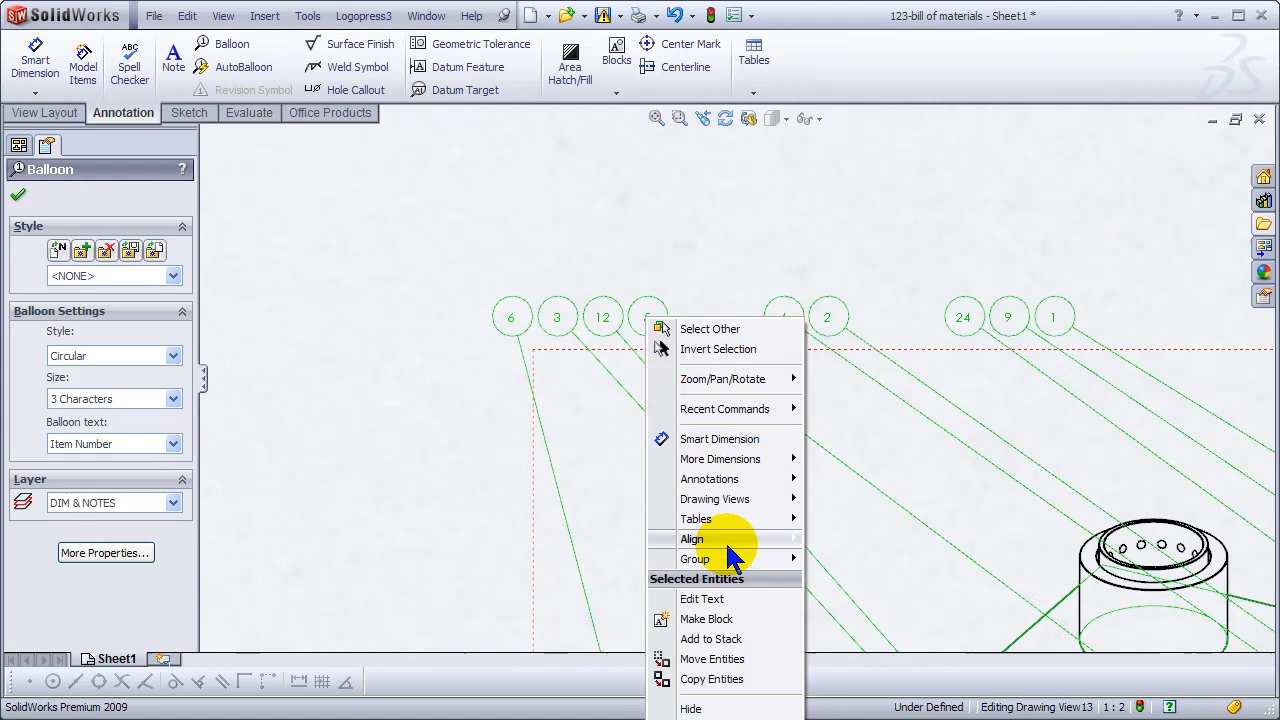 SolidWorks File Edit View Insert Tools Logopress3 Window Help 123-bill of materials - Sheet1 *
Smart Dimension
Model Items
ABC
Spell Checker
A
Note
Balloon
AutoBalloon
Revision Symbol
Surface Finish
Weld Symbol
Hole Callout
Geometric Tolerance
Datum Feature
Datum Target
Area Hatch/Fill
Blocks
Center Mark
Centerline
Tables
View Layout Annotation Sketch Evaluate Office Products
Balloon ?
Style
<NONE>
Balloon Settings
Style:
Circular
Size:
3 Characters
Balloon text:
Item Number
Layer
DIM & NOTES
More Properties...
6 3 12 2 24 9 1
Select Other
Invert Selection
Zoom/Pan/Rotate
Recent Commands
Smart Dimension
More Dimensions
Annotations
Drawing Views
Tables
Align
Group
Selected Entities
Edit Text
Make Block
Add to Stack
Move Entities
Copy Entities
Hide
Sheet1
SolidWorks Premium 2009 Under Defined Editing Drawing View13 1 : 2